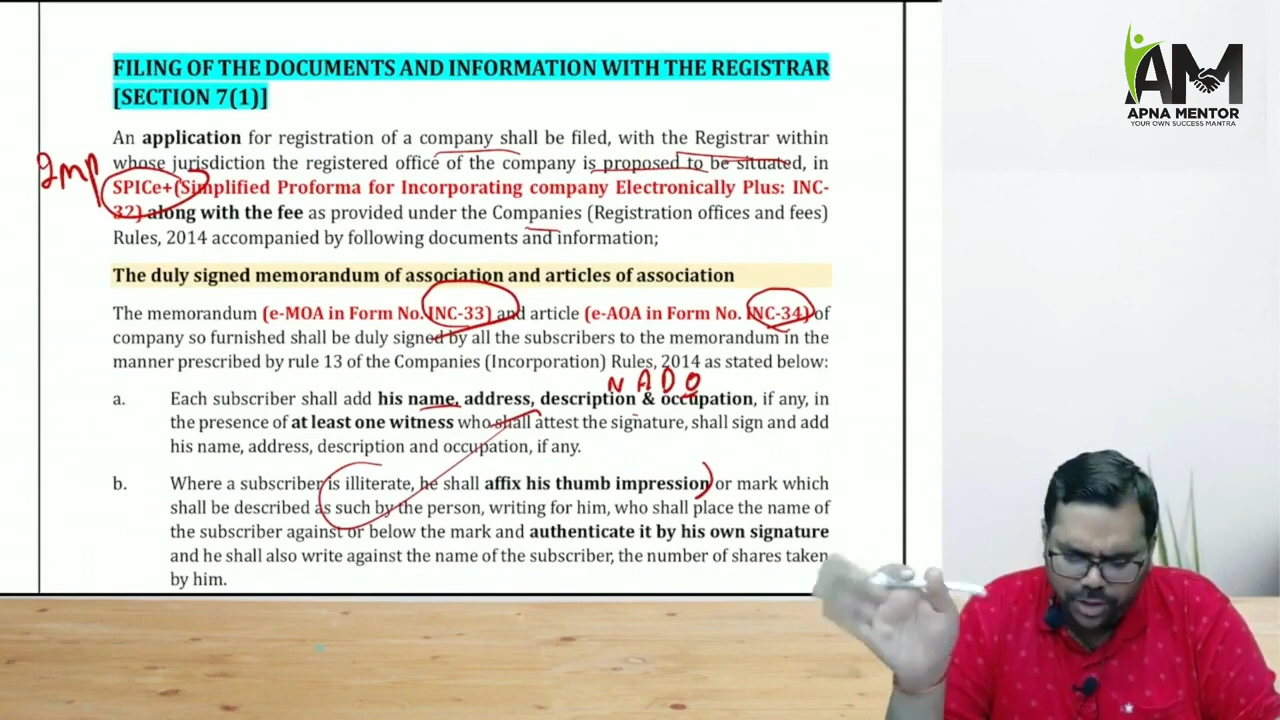 AM
APNA MENTOR
YOUR OWN SUCCESS MANTRA
FILING OF THE DOCUMENTS AND INFORMATION WITH THE REGISTRAR
[SECTION 7(1)]
An application for registration of a company shall be filed, with the Registrar within
whose jurisdiction the registered office of the company is proposed to be situated, in
Imp
SPICe+(Simplified Proforma for Incorporating company Electronically Plus: INC-
32) along with the fee as provided under the Companies (Registration offices and fees)
Rules, 2014 accompanied by following documents and information;
The duly signed memorandum of association and articles of association
The memorandum (e-MOA in Form No. INC-33) and article (e-AOA in Form No. INC-34) of
company so furnished shall be duly signed by all the subscribers to the memorandum in the
manner prescribed by rule 13 of the Companies (Incorporation) Rules, 2014 as stated below:
N A D O
a. Each subscriber shall add his name, address, description & occupation, if any, in
the presence of at least one witness who shall attest the signature, shall sign and add
his name, address, description and occupation, if any.
b. Where a subscriber is illiterate, he shall affix his thumb impression or mark which
shall be described as such by the person, writing for him, who shall place the name of
the subscriber against or below the mark and authenticate it by his own signature
and he shall also write against the name of the subscriber, the number of shares taken
by him.